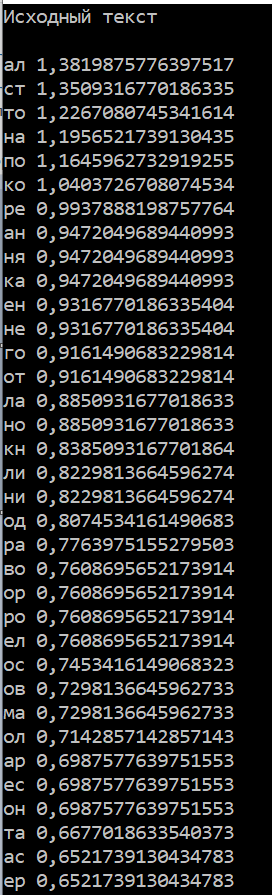 Исходный текст
ал 1,3819875776397517
ст 1,3509316770186335
то 1,2267080745341614
на 1,1956521739130435
по 1,1645962732919255
ко 1,0403726708074534
ре 0,9937888198757764
ан 0,9472049689440993
ня 0,9472049689440993
ка 0,9472049689440993
ен 0,9316770186335404
не 0,9316770186335404
го 0,9161490683229814
от 0,9161490683229814
ла 0,8850931677018633
но 0,8850931677018633
кн 0,8385093167701864
ли 0,8229813664596274
ни 0,8229813664596274
од 0,8074534161490683
ра 0,7763975155279503
во 0,7608695652173914
ор 0,7608695652173914
ро 0,7608695652173914
ел 0,7608695652173914
ос 0,7453416149068323
ов 0,7298136645962733
ма 0,7298136645962733
ол 0,7142857142857143
ар 0,6987577639751553
ес 0,6987577639751553
он 0,6987577639751553
та 0,6677018633540373
ас 0,6521739130434783
ер 0,6521739130434783